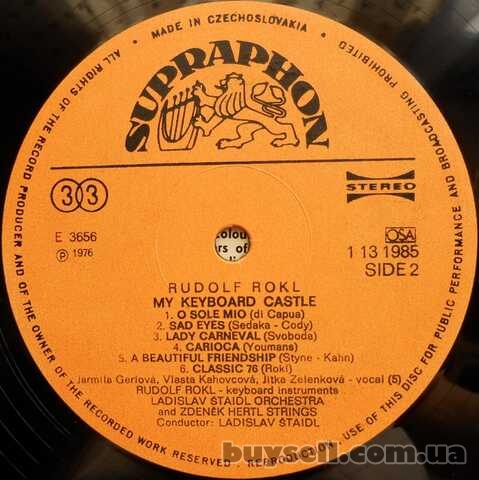 MADE IN CZECHOSLOVAKIA
ALL RIGHTS OF THE RECORD PRODUCER AND OF THE OWNER OF THE RECORDED WORK RESERVED. REPRODUCTION, USE OF THIS DISC FOR PUBLIC PERFORMANCE AND BROADCASTING PROHIBITED
SUPRAPHON
33
STEREO
E 3656
Ⓟ 1976
colou
rs of
OSA
1 13 1985
SIDE 2
RUDOLF ROKL
MY KEYBOARD CASTLE
1. O SOLE MIO (di Capua)
2. SAD EYES (Sedaka - Cody)
3. LADY CARNEVAL (Svoboda)
4. CARIOCA (Youmans)
5. A BEAUTIFUL FRIENDSHIP (Styne - Kahn)
6. CLASSIC 76 (Rokl)
Jarmila Gerlová, Vlasta Kahovcová, Jitka Zelenková - vocal (5)
RUDOLF ROKL - keyboard instruments
LADISLAV ŠTAIDL ORCHESTRA
and ZDENĚK HERTL STRINGS
Conductor: LADISLAV ŠTAIDL
buysell.com.ua